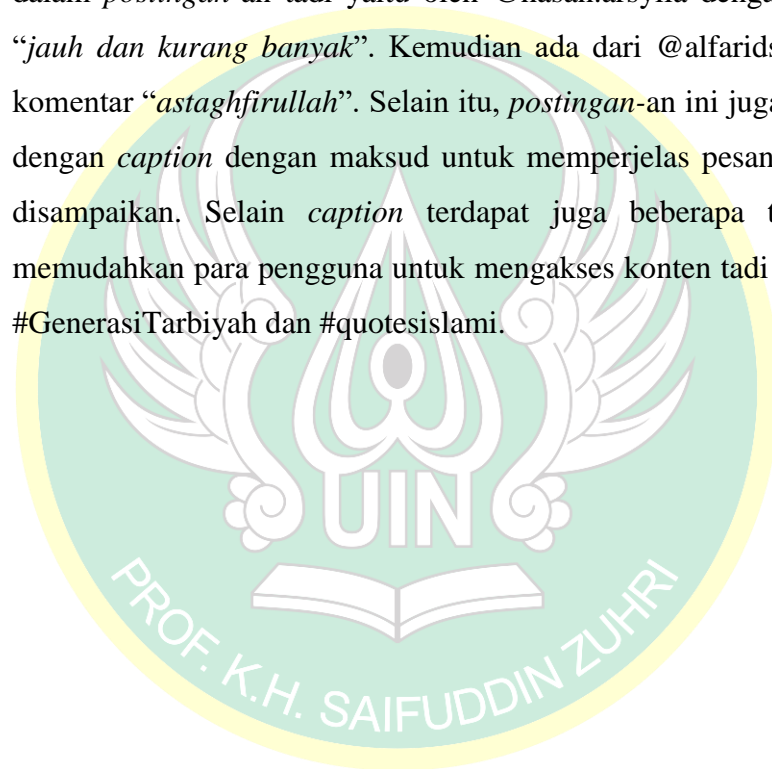 “jauh dan kurang banyak”. Kemudian ada dari @alfarids
komentar “astaghfirullah”. Selain itu, postingan-an ini juga
dengan caption dengan maksud untuk memperjelas pesan
disampaikan. Selain caption terdapat juga beberapa t
memudahkan para pengguna untuk mengakses konten tadi
#GenerasiTarbiyah dan #quotesislami.
UIN
PROF. K.H. SAIFUDDIN ZUHRI